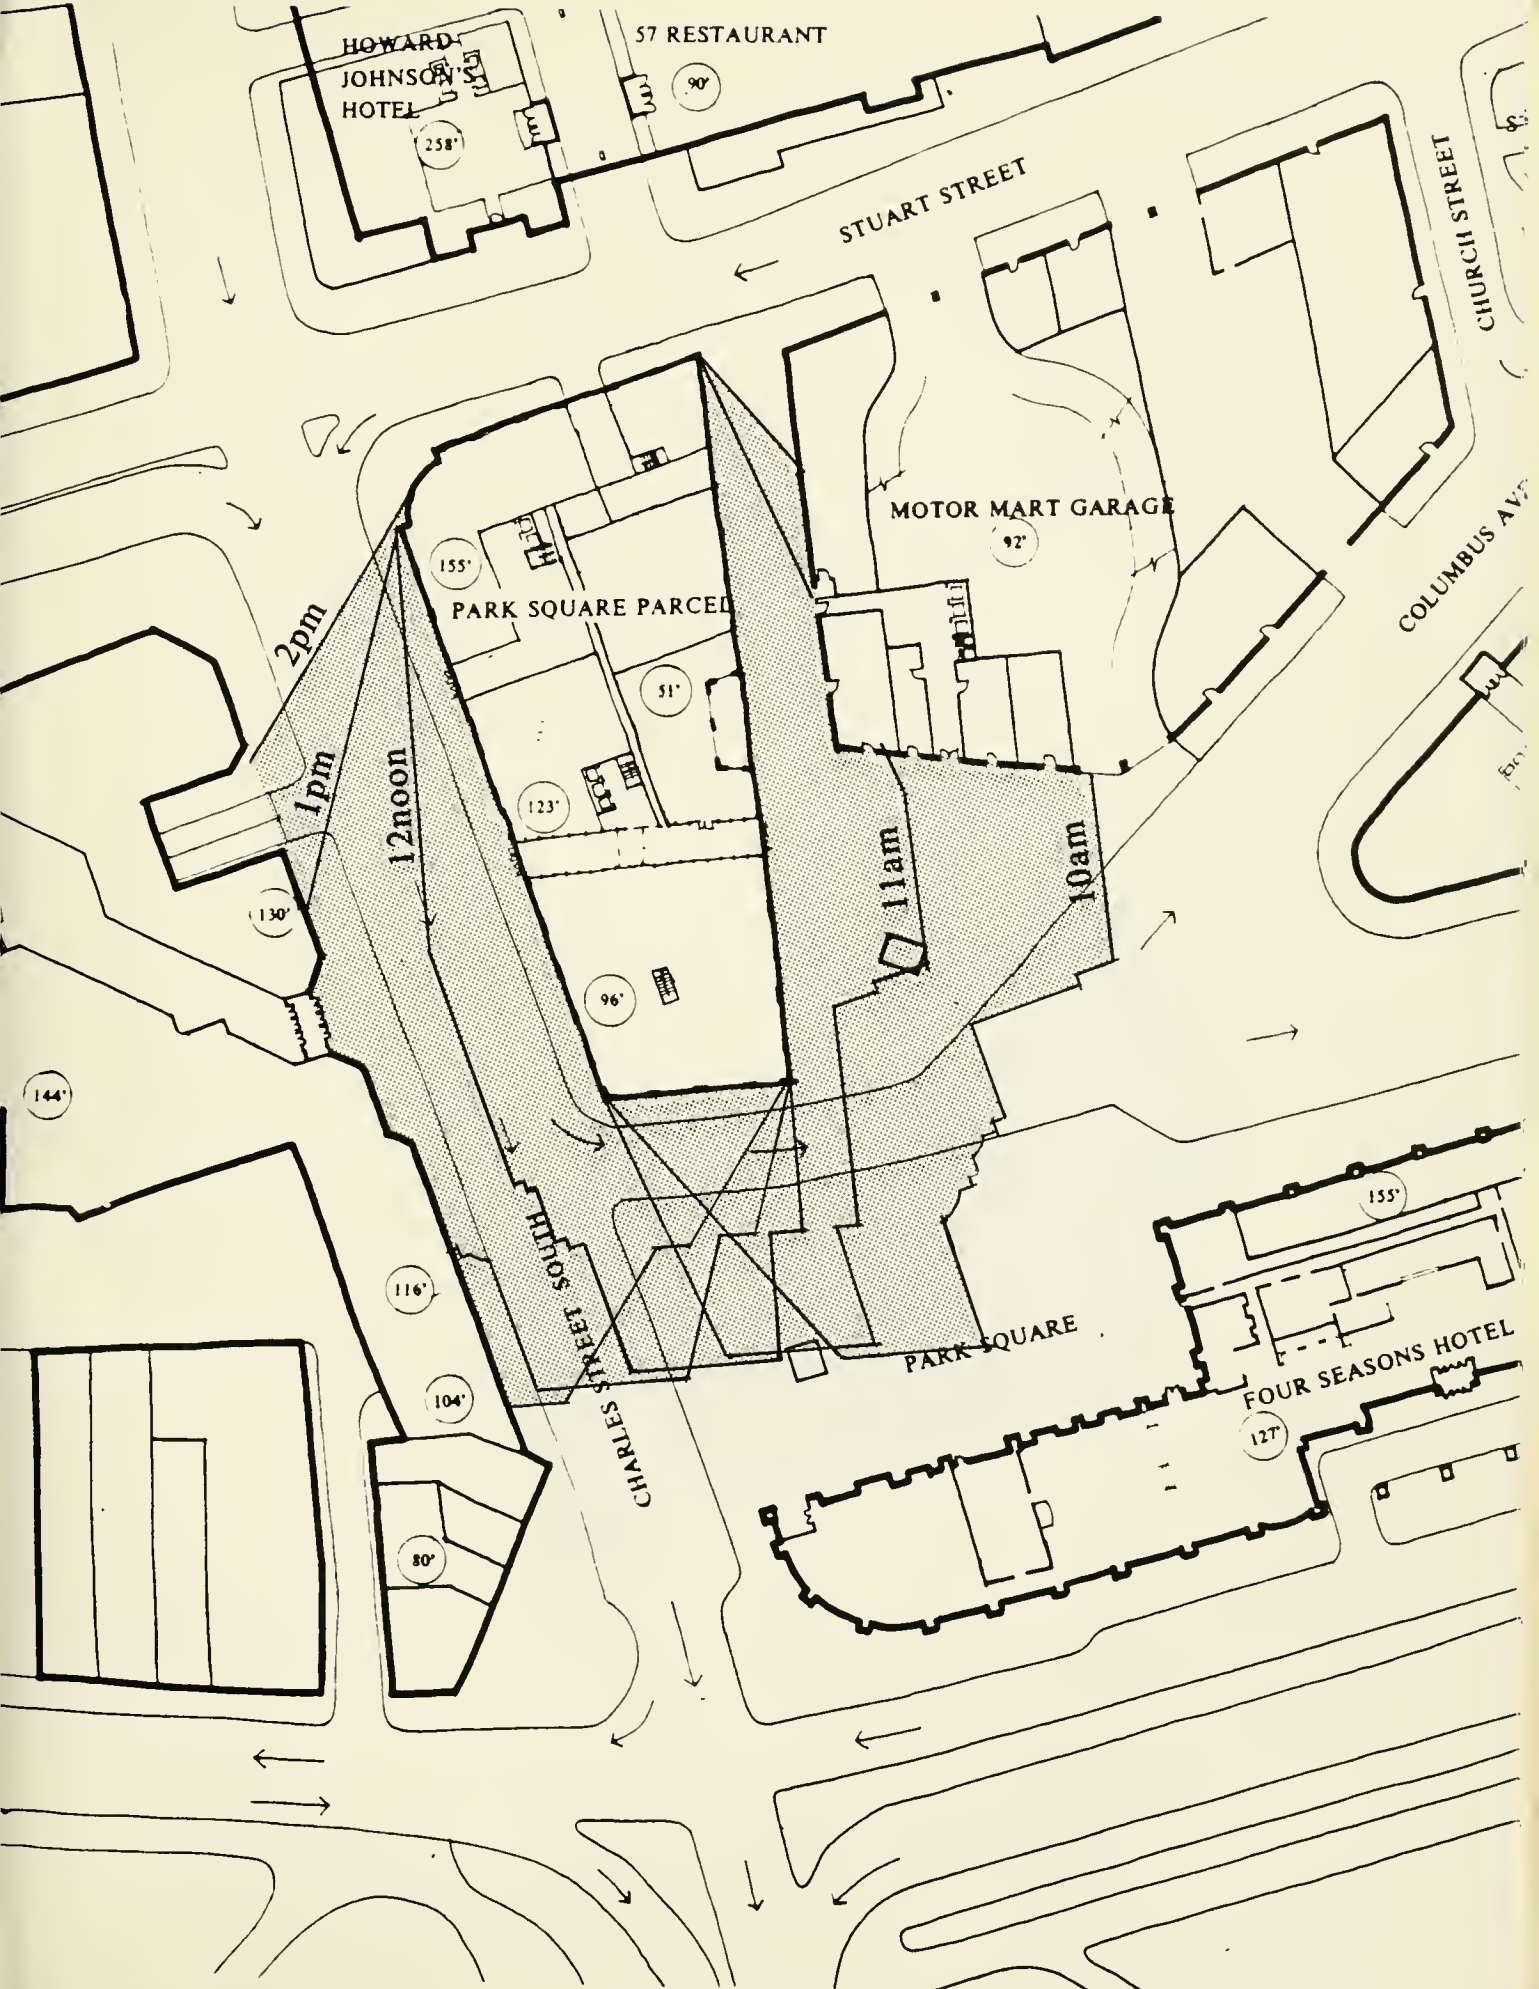 HOWARD
JOHNSON'S
HOTEL
258'
57 RESTAURANT
90'
STUART STREET
CHURCH STREET
COLUMBUS
MOTOR MART GARAGE
92'
155'
PARK SQUARE PARCEL
51'
123'
96'
2pm
1pm
12noon
11am
10am
130'
144'
116'
104'
80'
CHARLES STREET SOUTH
PARK SQUARE
155'
FOUR SEASONS HOTEL
127'